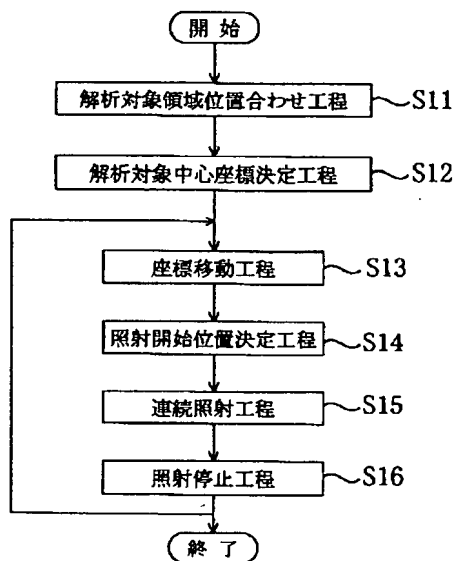 開始
解析対象領域位置合わせ工程 S11
解析対象中心座標決定工程 S12
座標移動工程 S13
照射開始位置決定工程 S14
連続照射工程 S15
照射停止工程 S16
終了